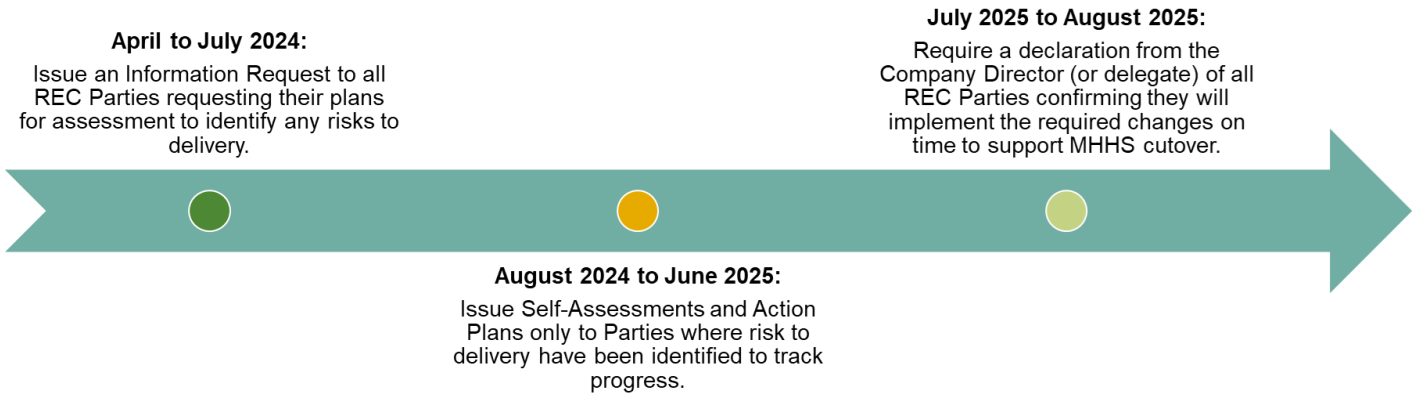 April to July 2024:
Issue an Information Request to all
REC Parties requesting their plans
for assessment to identify any risks to
delivery.
August 2024 to June 2025:
Issue Self-Assessments and Action
Plans only to Parties where risk to
delivery have been identified to track
progress.
July 2025 to August 2025:
Require a declaration from the
Company Director (or delegate) of all
REC Parties confirming they will
implement the required changes on
time to support MHHS cutover.